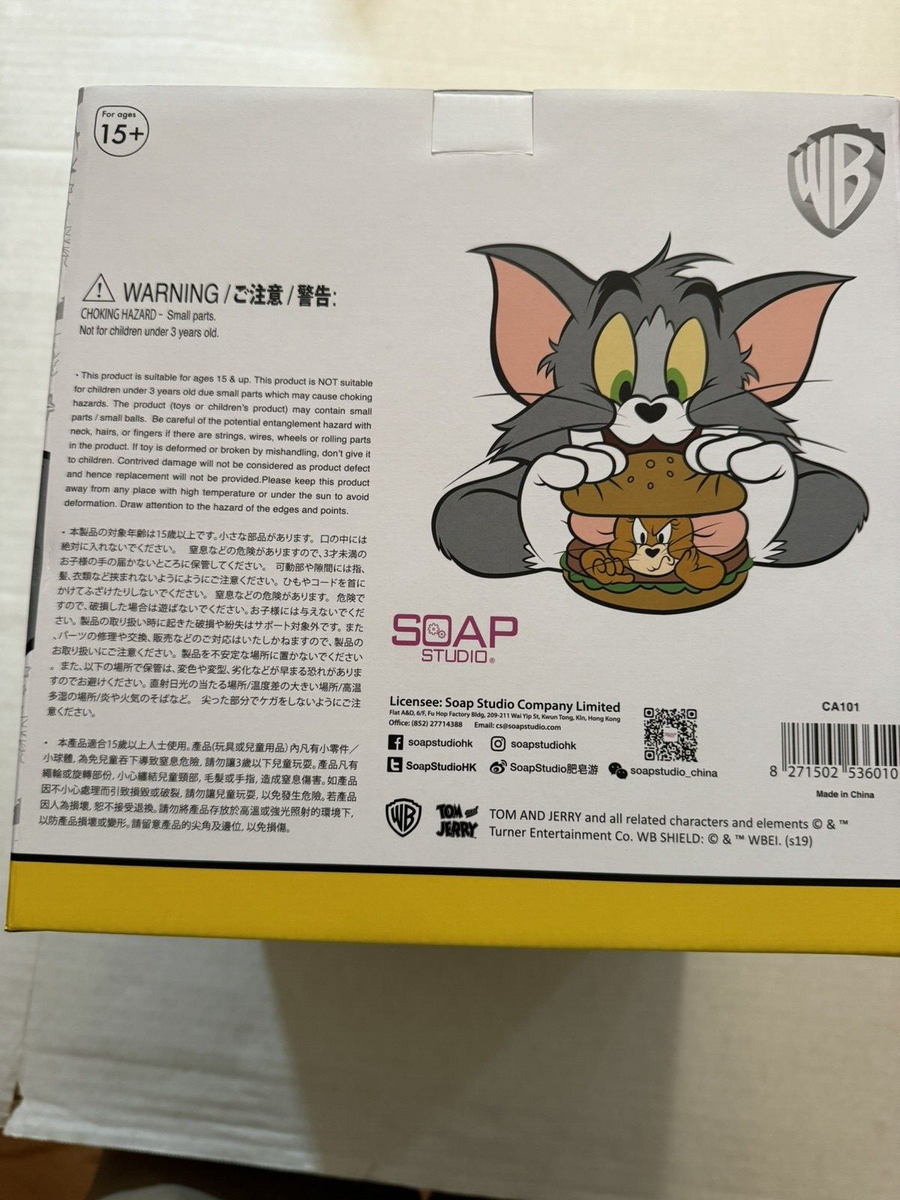 For ages
15+
WB
WARNING /ご注意 / 警告:
CHOKING HAZARD - Small parts.
Not for children under 3 years old.
・This product is suitable for ages 15 & up. This product is NOT suitable
for children under 3 years old due small parts which may cause choking
hazards. The product (toys or children's product) may contain small
parts / small balls. Be careful of the potential entanglement hazard with
neck, hairs, or fingers if there are strings, wires, wheels or rolling parts
in the product. If toy is deformed or broken by mishandling, don't give it
to children. Contrived damage will not be considered as product defect
and hence replacement will not be provided.Please keep this product
away from any place with high temperature or under the sun to avoid
deformation. Draw attention to the hazard of the edges and points.
・本製品の対象年齢は15歳以上です。小さな部品があります。口の中には
絶対に入れないでください。 窒息などの危険がありますので、3才未満の
お子様の手の届かないところに保管してください。 可動部や隙間には指、
髪、衣類など挟まれないようにようにご注意ください。ひもやコードを首に
かけてふざけたりしないでください。 窒息などの危険があります。 危険で
すので、破損した場合は遊ばないでください。お子様には与えないでくだ
さい。製品の取り扱い時に起きた破損や紛失はサポート対象外です。また
、パーツの修理や交換、販売などのご対応はいたしかねますので、製品の
お取り扱いにご注意ください。製品を不安定な場所に置かないでください
。また、以下の場所で保管は、変色や変型、劣化などが早まる恐れがありま
すのでお避けください。直射日光の当たる場所/温度差の大きい場所/高温
多湿の場所/炎や火気のそばなど。 尖った部分でケガをしないようにご注
意ください。
・ 本產品適合15歲以上人士使用。產品(玩具或兒童用品)內凡有小零件／
小球體，為免兒童吞下導致窒息危險，請勿讓3歲以下兒童玩耍。產品凡有
繩輪或旋轉部份，小心纏結兒童頸部，毛髮或手指，造成窒息傷害。如產品
因不小心處理而引致損毀或破裂，請勿讓兒童玩耍，以免發生危險。若產品
因人為損壞，恕不接受退換。請勿將產品存放於高溫或強光照射的環境下，
以防產品損壞或變形。請留意產品的尖角及邊位，以免損傷。
SOAP
STUDIO®
Licensee: Soap Studio Company Limited
Flat A&D, 6/F, Fu Hop Factory Bldg, 209-211 Wai Yip St, Kwun Tong, Kln, Hong Kong
Office: (852) 27714388 Email: cs@soapstudio.com
soapstudiohk soapstudiohk
SoapStudioHK SoapStudio肥皂游 soapstudio_china
CA101
8 271502 536010
Made in China
WB TOM and JERRY
TOM AND JERRY and all related characters and elements © & ™
Turner Entertainment Co. WB SHIELD: © & ™ WBEI. (s19)